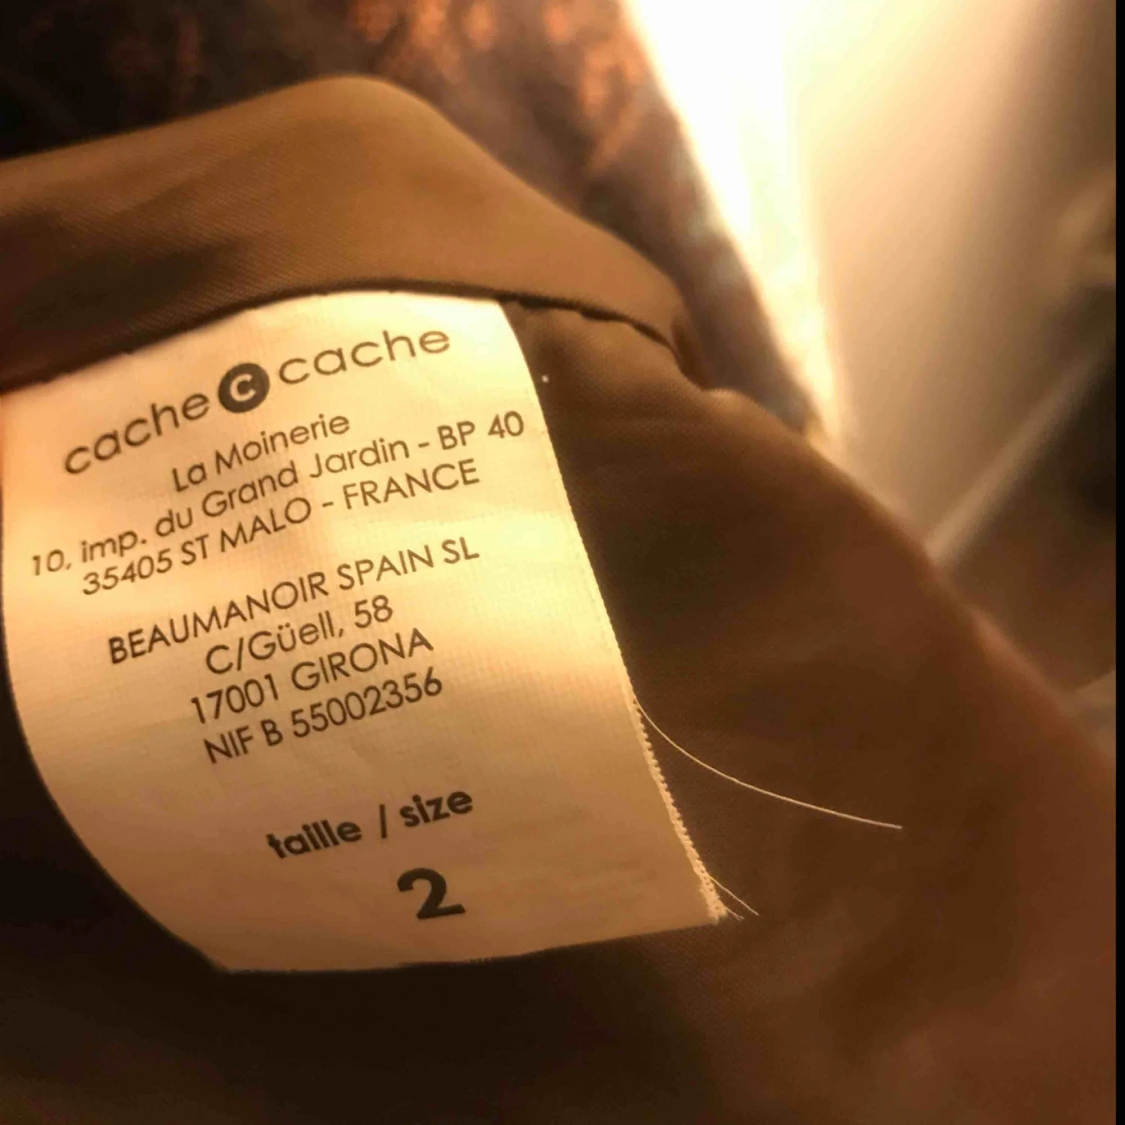 cache c cache
La Moinerie
10, imp. du Grand Jardin - BP 40
35405 ST MALO - FRANCE
BEAUMANOIR SPAIN SL
C/Güell, 58
17001 GIRONA
NIF B 55002356
taille / size
2